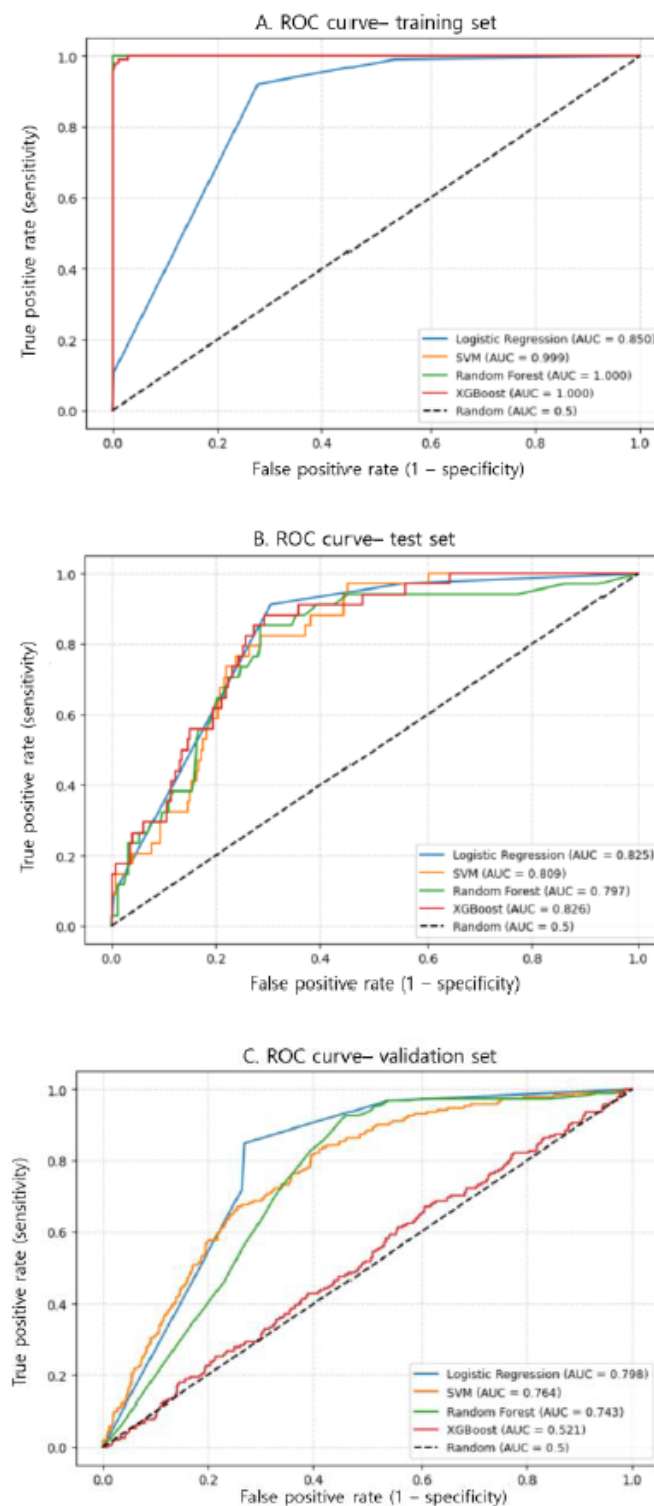 A. ROC cuirve– training set
1.0
0.8
0.6
0.4
0.2
0.0
True positive rate (sensitivity)
Logistic Regression (AUC = 0.850)
SVM (AUC = 0.999)
Random Forest (AUC = 1.000)
XGBoost (AUC = 1.000)
Random (AUC = 0.5)
0.0 0.2 0.4 0.6 0.8 1.0
False positive rate (1 – specificity)
B. ROC curve– test set
1.0
0.8
0.6
0.4
0.2
0.0
True positive rate (sensitivity)
Logistic Regression (AUC = 0.825)
SVM (AUC = 0.809)
Random Forest (AUC = 0.797)
XGBoost (AUC = 0.826)
Random (AUC = 0.5)
0.0 0.2 0.4 0.6 0.8 1.0
False positive rate (1 – specificity)
C. ROC curve– validation set
1.0
0.8
0.6
0.4
0.2
0.0
True positive rate (sensitivity)
Logistic Regression (AUC = 0.798)
SVM (AUC = 0.764)
Random Forest (AUC = 0.743)
XGBoost (AUC = 0.521)
Random (AUC = 0.5)
0.0 0.2 0.4 0.6 0.8 1.0
False positive rate (1 – specificity)